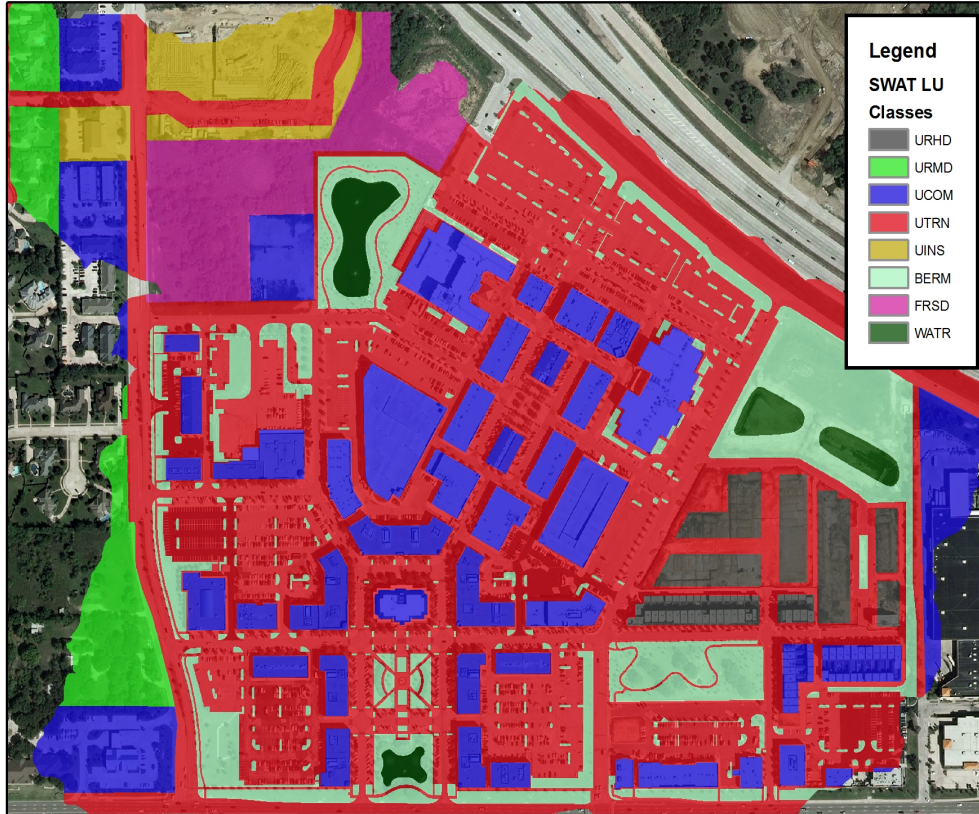 Legend
SWAT LU
Classes
URHD
URMD
UCOM
UTRN
UINS
BERM
FRSD
WATR